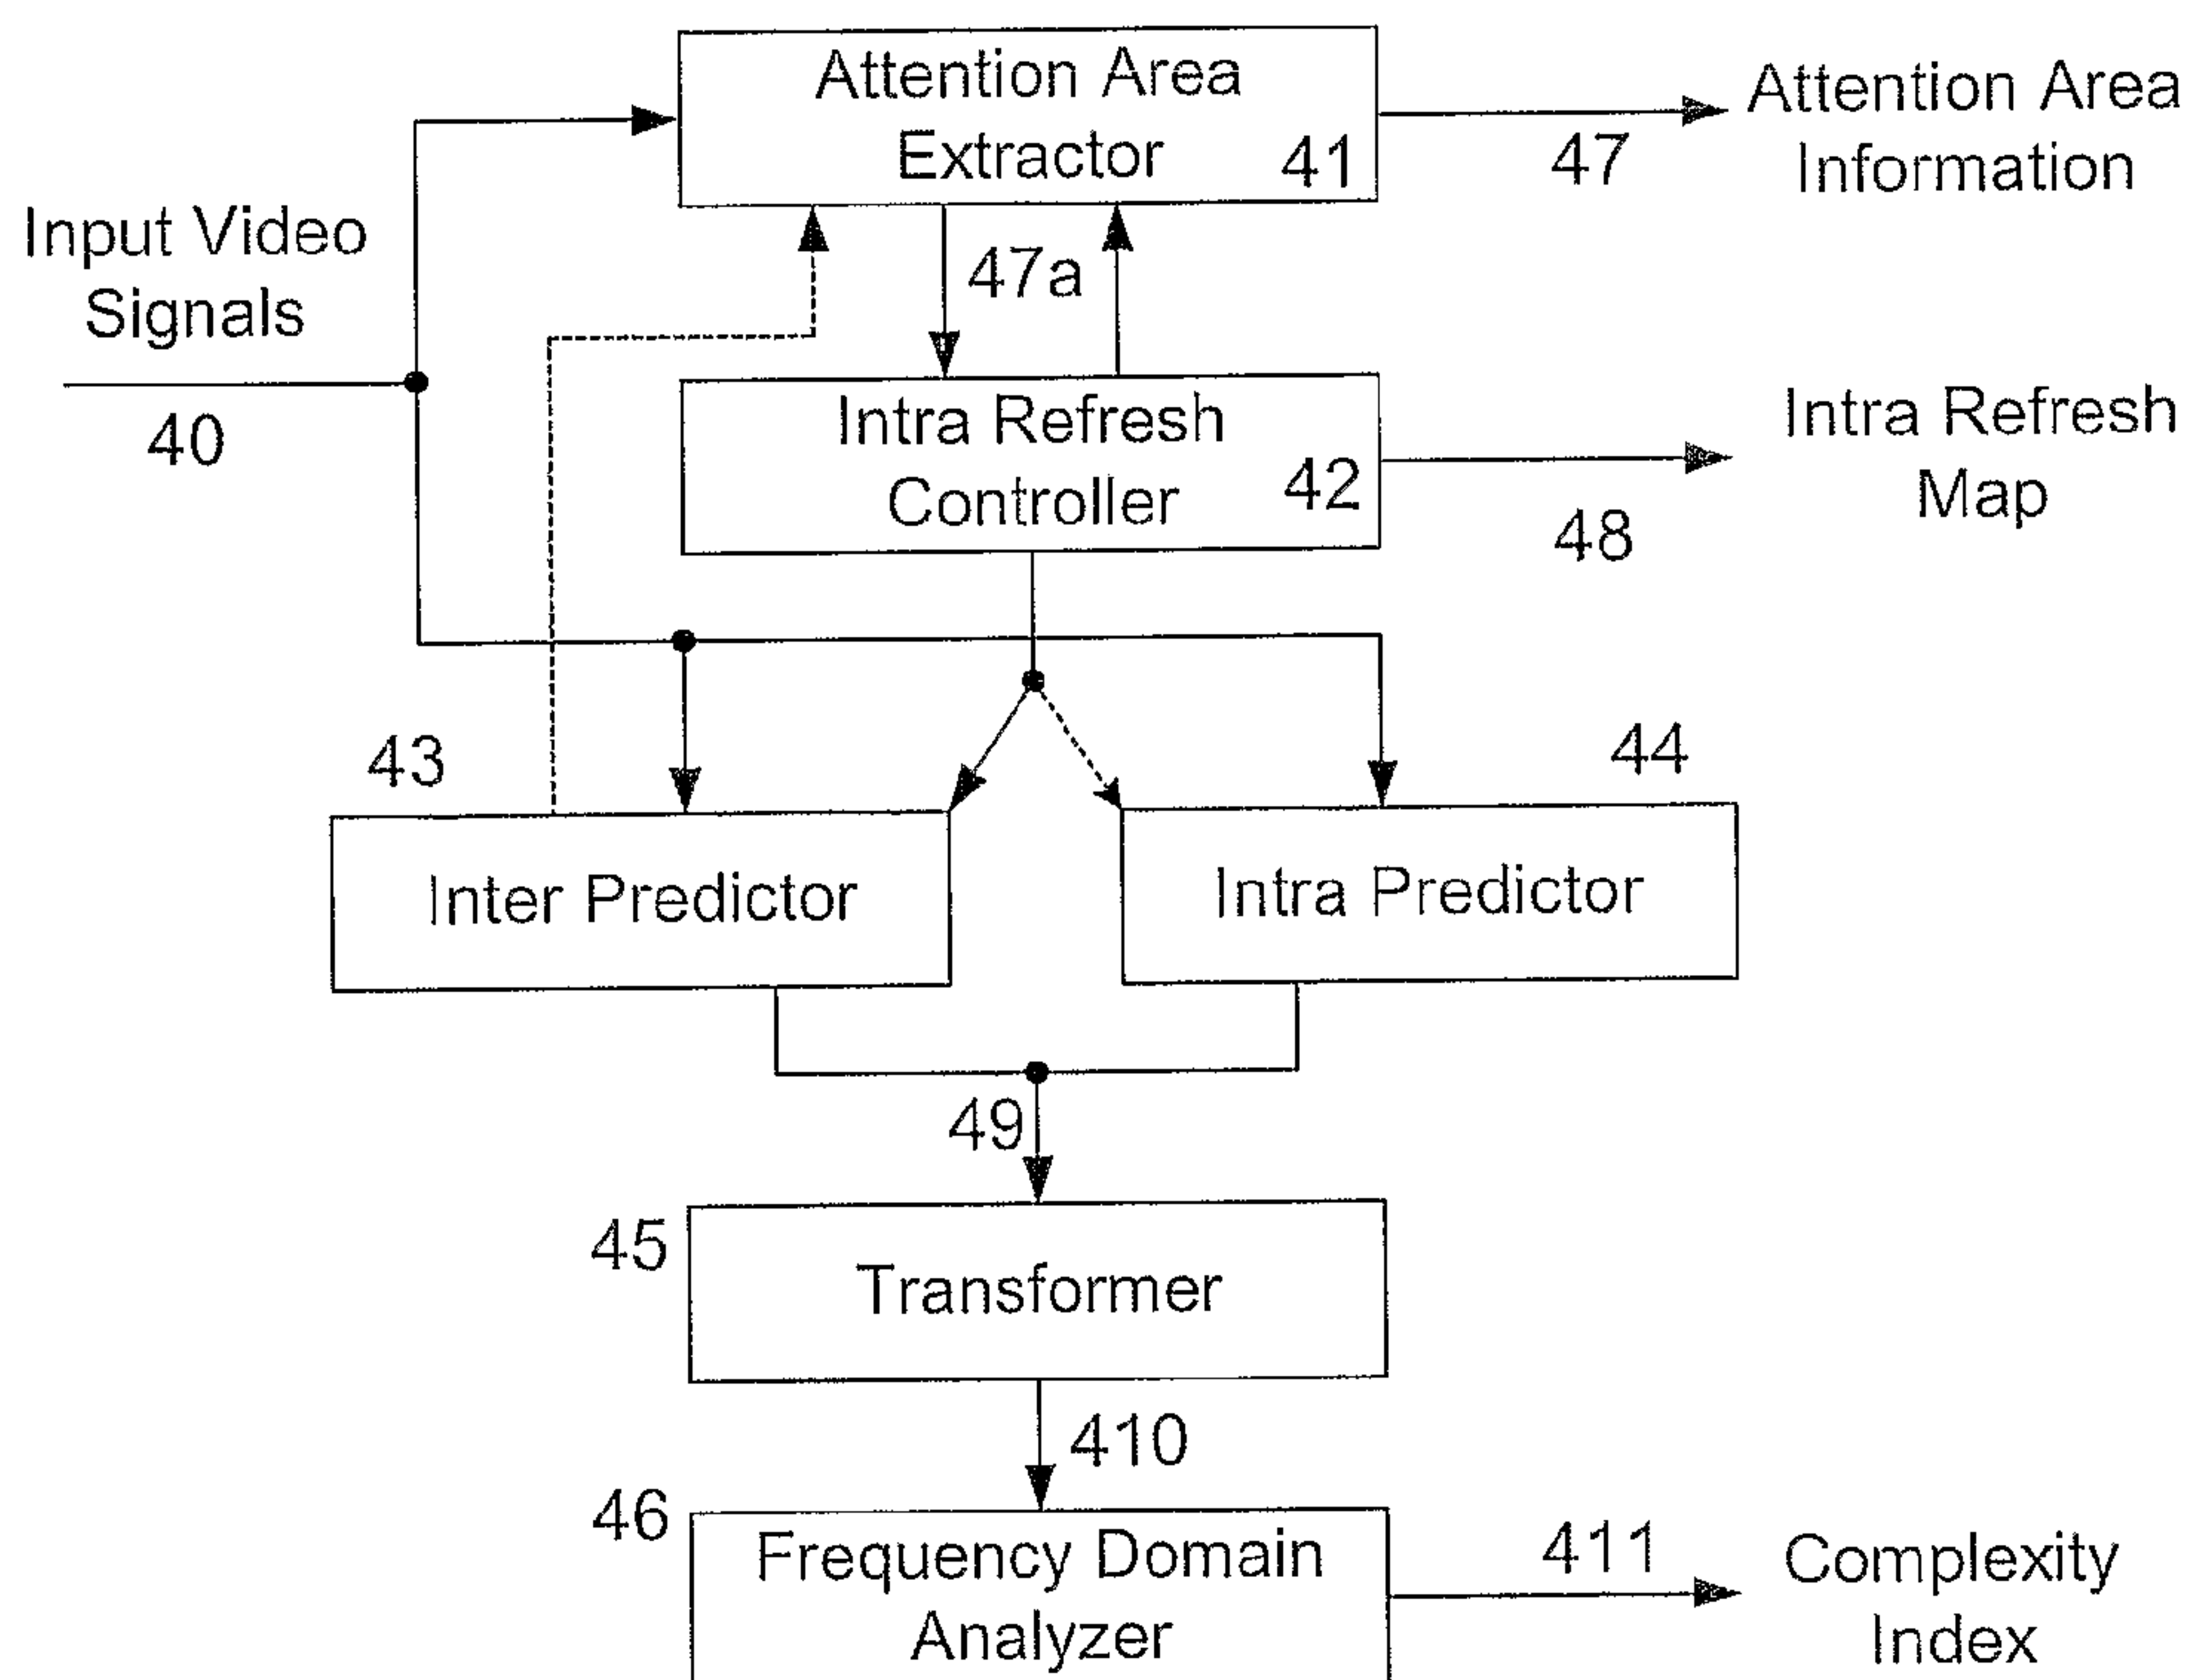 Attention Area
Extractor
41
Attention Area
Information
47
Input Video
Signals
40
47a
Intra Refresh
Controller
42
Intra Refresh
Map
48
43
44
Inter Predictor
Intra Predictor
49
45
Transformer
410
46
Frequency Domain
Analyzer
411
Complexity
Index